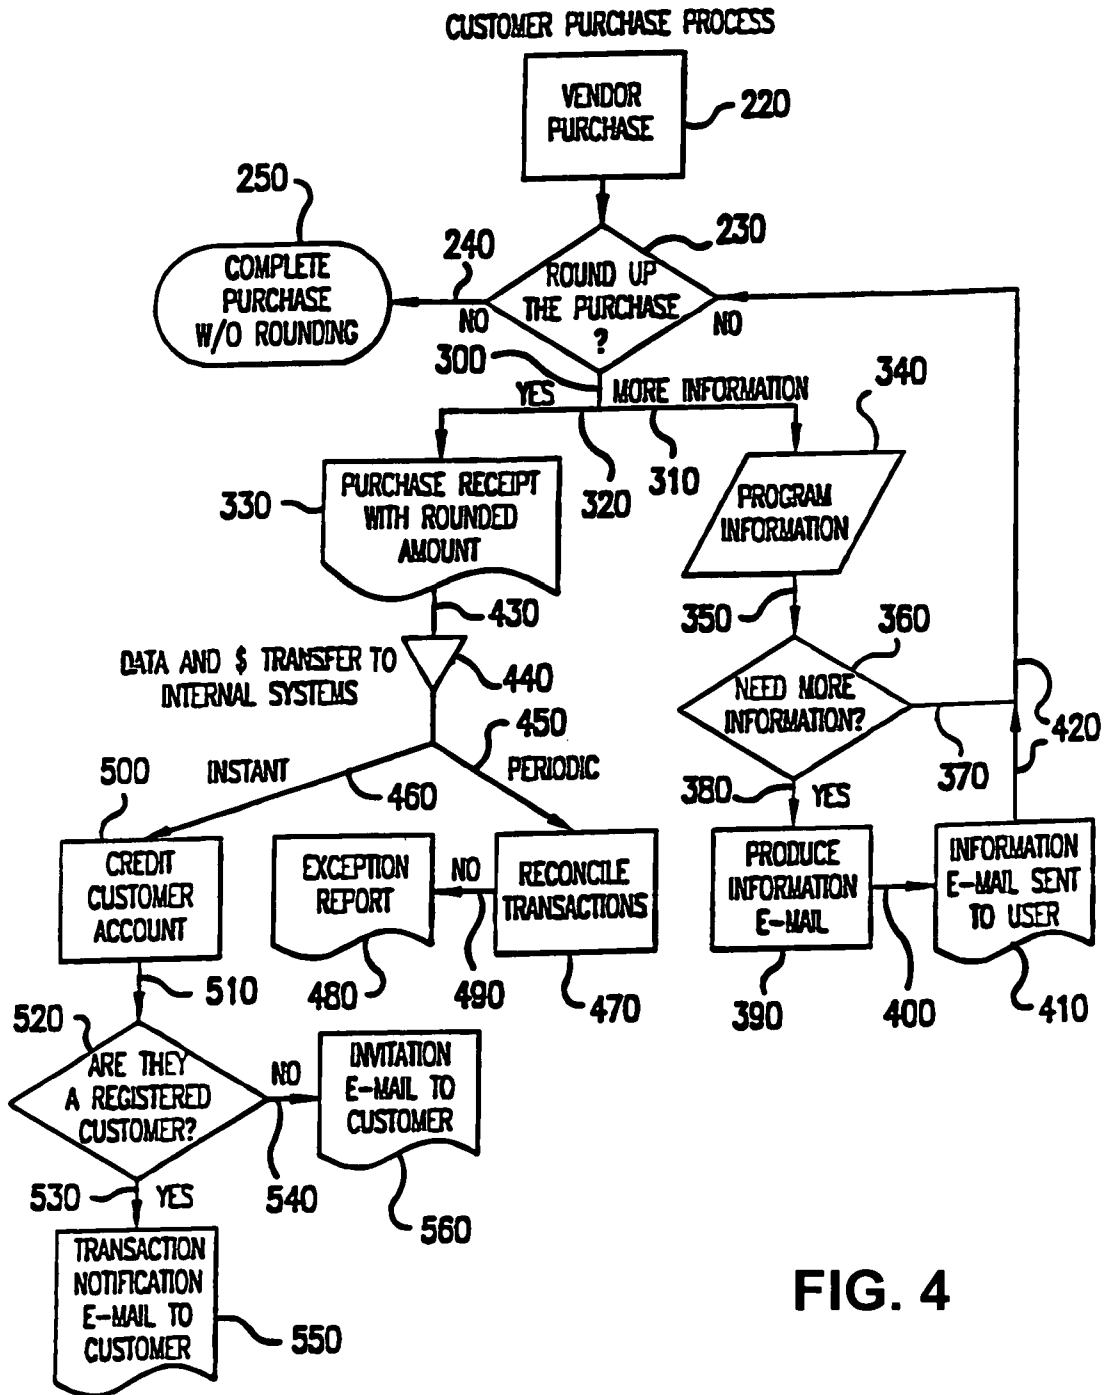 CUSTOMER PURCHASE PROCESS
VENDOR
PURCHASE
220
250
230
240
COMPLETE
PURCHASE
W/O ROUNDING
ROUND UP
THE PURCHASE
?
NO
NO
300
YES
MORE INFORMATION
340
310
320
330
PURCHASE RECEIPT
WITH ROUNDED
AMOUNT
PROGRAM
INFORMATION
430
350
360
DATA AND $ TRANSFER TO
INTERNAL SYSTEMS
440
NEED MORE
INFORMATION?
450
420
370
500
INSTANT
460
PERIODIC
380
YES
CREDIT
CUSTOMER
ACCOUNT
EXCEPTION
REPORT
NO
RECONCILE
TRANSACTIONS
PRODUCE
INFORMATION
E-MAIL
INFORMATION
E-MAIL SENT
TO USER
510
480
490
470
390
400
410
520
ARE THEY
A REGISTERED
CUSTOMER?
NO
INVITATION
E-MAIL TO
CUSTOMER
530
YES
540
560
TRANSACTION
NOTIFICATION
E-MAIL TO
CUSTOMER
550
FIG. 4